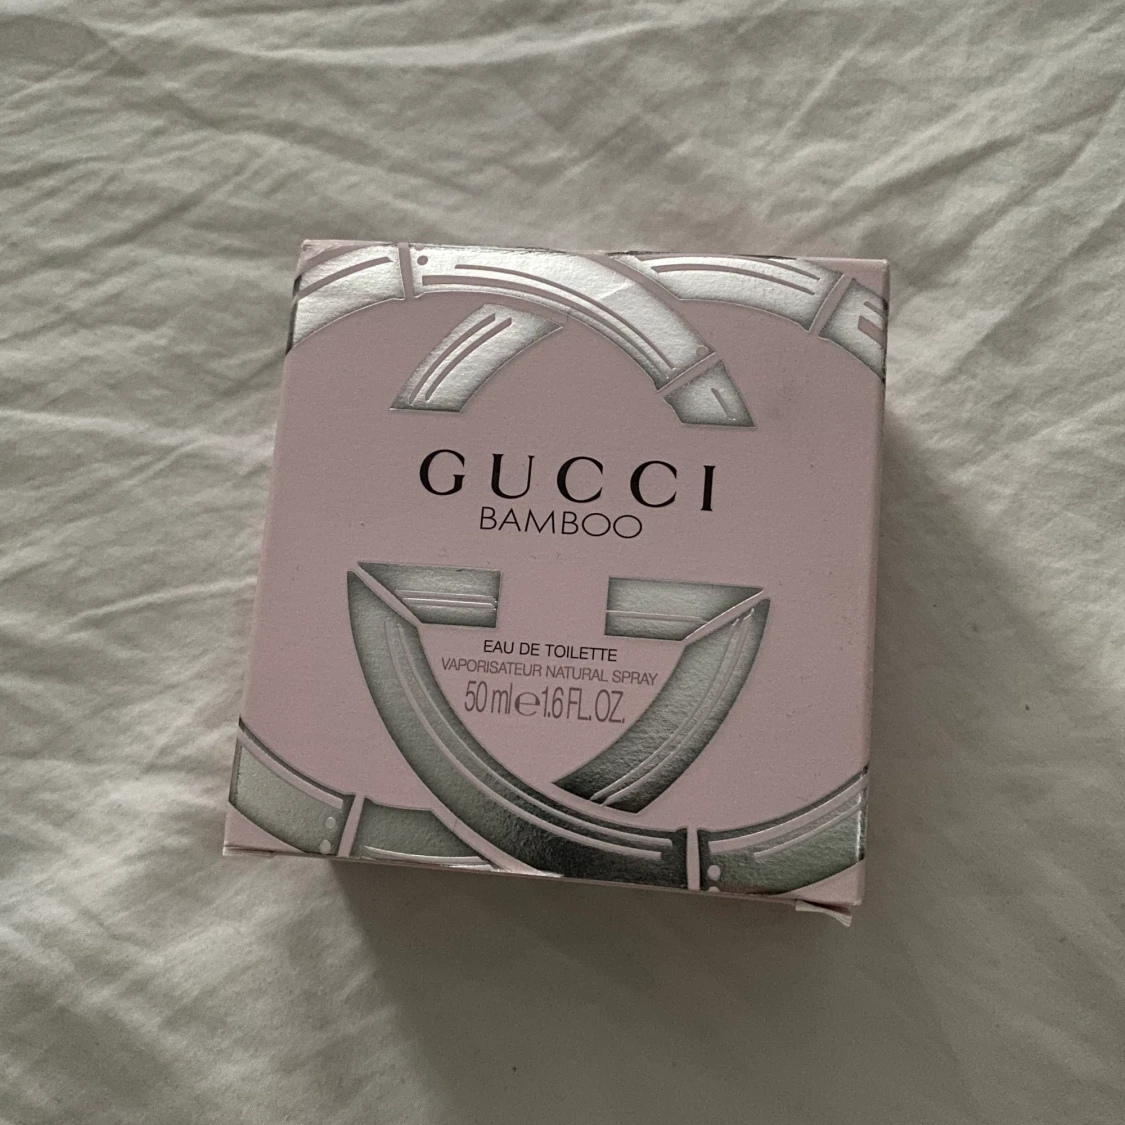 GUCCI
BAMBOO
EAU DE TOILETTE
VAPORISATEUR NATURAL SPRAY
50 ml e 1.6 FL. OZ.